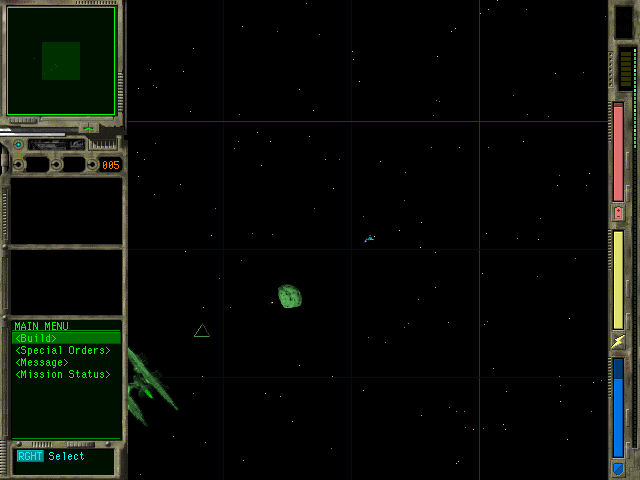 005
MAIN MENU
<Build>
<Special Orders>
<Message>
<Mission Status>
RGHT Select